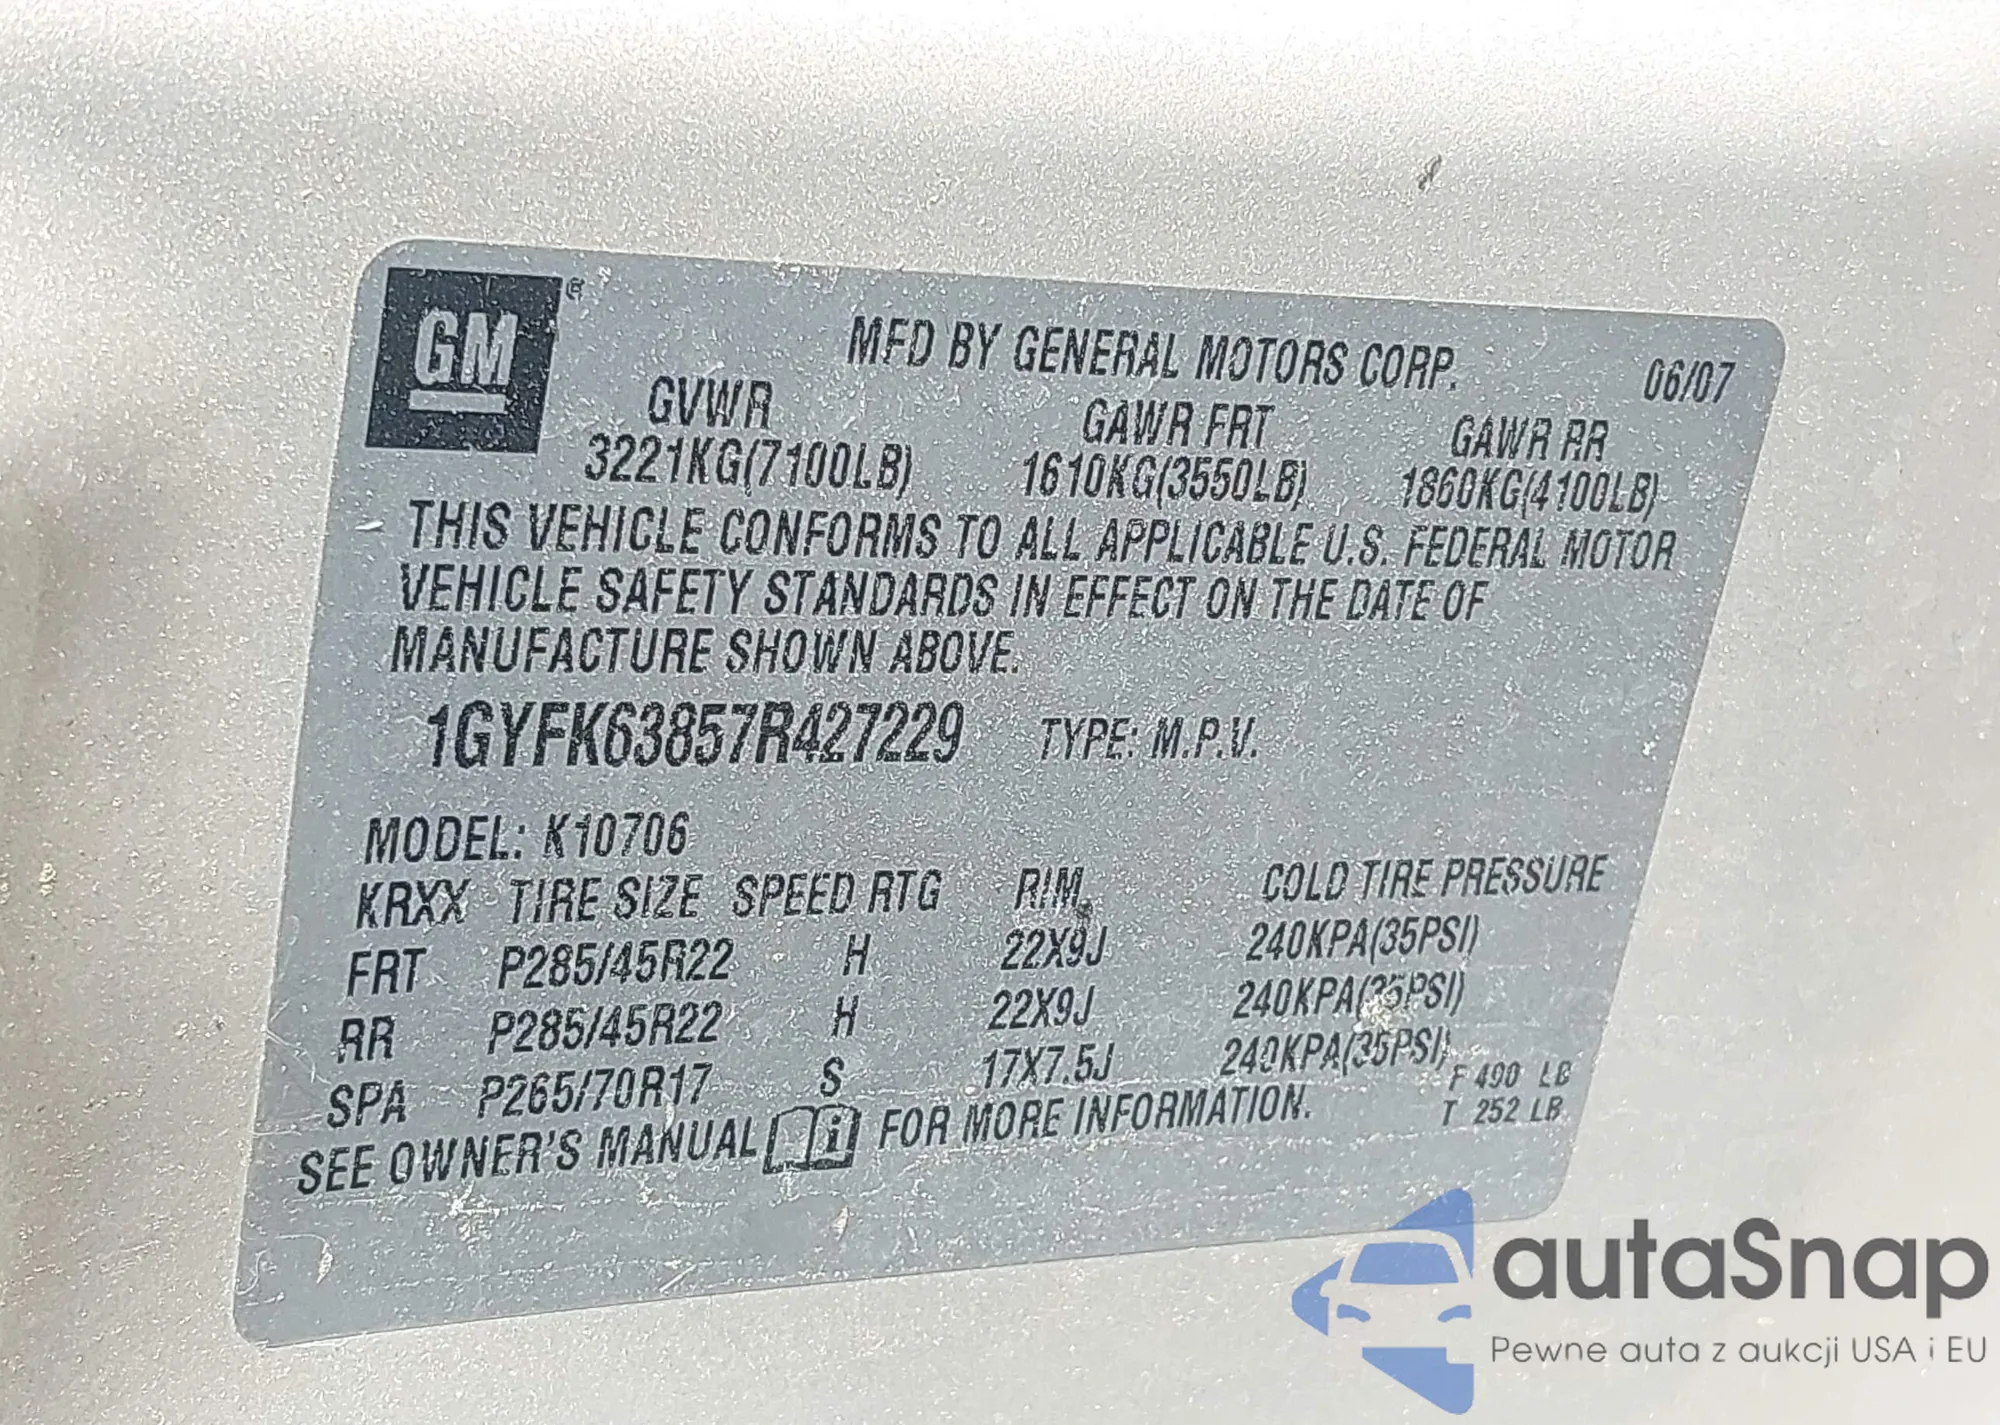 GM ®
MFD BY GENERAL MOTORS CORP. 06/07
GVWR GAWR FRT GAWR RR
3221KG(7100LB) 1610KG(3550LB) 1860KG(4100LB)
THIS VEHICLE CONFORMS TO ALL APPLICABLE U.S. FEDERAL MOTOR
VEHICLE SAFETY STANDARDS IN EFFECT ON THE DATE OF
MANUFACTURE SHOWN ABOVE.
1GYFK63857R427229 TYPE: M.P.V.
MODEL: K10706
KRXX TIRE SIZE SPEED RTG RIM COLD TIRE PRESSURE
FRT P285/45R22 H 22X9J 240KPA(35PSI)
RR P285/45R22 H 22X9J 240KPA(35PSI)
SPA P265/70R17 S 17X7.5J 240KPA(35PSI)
F 490 LB
T 252 LB
SEE OWNER'S MANUAL i FOR MORE INFORMATION.
autaSnap
Pewne auta z aukcji USA i EU